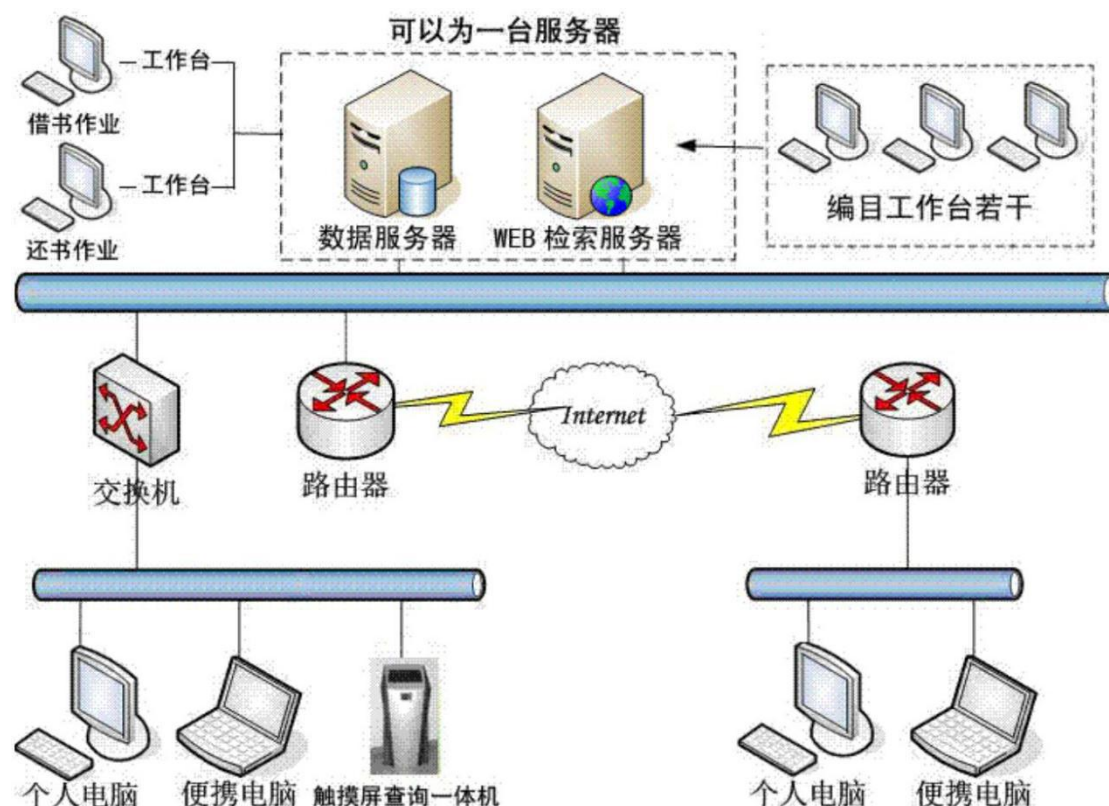 可以为一台服务器
工作台
借书作业
工作台
还书作业
数据服务器
WEB 检索服务器
编目工作台若干
交换机
路由器
Internet
路由器
个人电脑
便携电脑
触摸屏查询一体机
个人电脑
便携电脑